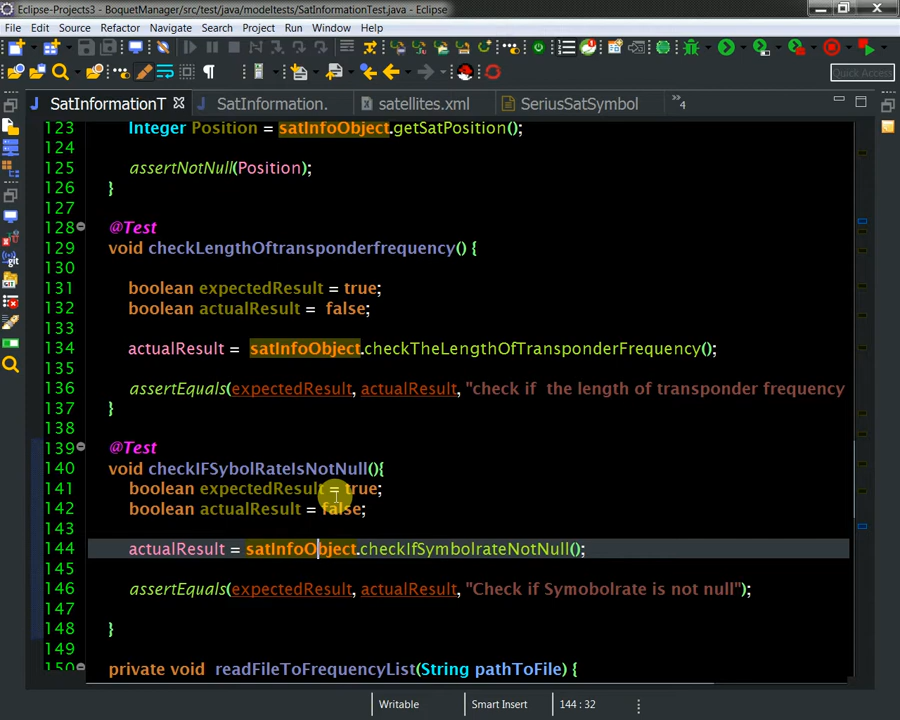 Eclipse-Projects3 - BoquetManager/src/test/java/modeltests/SatInformationTest.java - Eclipse
File Edit Source Refactor Navigate Search Project Run Window Help
Quick Access
SatInformationT SatInformation. satellites.xml SeriusSatSymbol »4
123 Integer Position = satInfoObject.getSatPosition();
124
125 assertNotNull(Position);
126 }
127
128 @Test
129 void checkLengthOftransponderfrequency() {
130
131 boolean expectedResult = true;
132 boolean actualResult = false;
133
134 actualResult = satInfoObject.checkTheLengthOfTransponderFrequency();
135
136 assertEquals(expectedResult, actualResult, "check if the length of transponder frequency
137 }
138
139 @Test
140 void checkIFSybolRateIsNotNull(){
141 boolean expectedResult = true;
142 boolean actualResult = false;
143
144 actualResult = satInfoObject.checkIfSymbolrateNotNull();
145
146 assertEquals(expectedResult, actualResult, "Check if Symobolrate is not null");
147
148 }
149
150 private void readFileToFrequencyList(String pathToFile) {
Writable Smart Insert 144 : 32